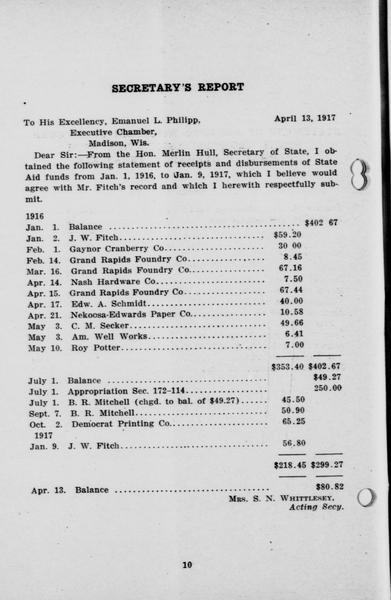 SECRETARY'S REPORT
To His Excellency, Emanuel L. Philipp, April 13, 1917
Executive Chamber,
Madison, Wis.
Dear Sir:—From the Hon. Merlin Hull, Secretary of State, I ob-
tained the following statement of receipts and disbursements of State
Aid funds from Jan. 1, 1916, to Jan. 9, 1917, which I believe would
agree with Mr. Fitch's record and which I herewith respectfully sub-
mit.
1916
Jan. 1. Balance $402 67
Jan. 2. J. W. Fitch $59.20
Feb. 1. Gaynor Cranberry Co 30 00
Feb. 14. Grand Rapids Foundry Co 8.45
Mar. 16. Grand Rapids Foundry Co 67.16
Apr. 14. Nash Hardware Co 7.50
Apr. 15. Grand Rapids Foundry Co 67.44
Apr. 17. Edw. A. Schmidt 40.00
Apr. 21. Nekoosa-Edwards Paper Co 10.58
May 3. C. M. Secker 49.66
May 3. Am. Well Works 6.41
May 10. Roy Potter 7.00
$353.40 $402.67
July 1. Balance $49.27
July 1. Appropriation Sec. 172-114 250.00
July 1. B. R. Mitchell (chgd. to bal. of $49.27) 45.50
Sept. 7. B. R. Mitchell 50.90
Oct. 2. Democrat Printing Co 65.25
1917
Jan. 9. J. W. Fitch 56.80
$218.45 $299.27
Apr. 13. Balance $80.82
MRS. S. N. WHITTLESEY,
Acting Secy.
10